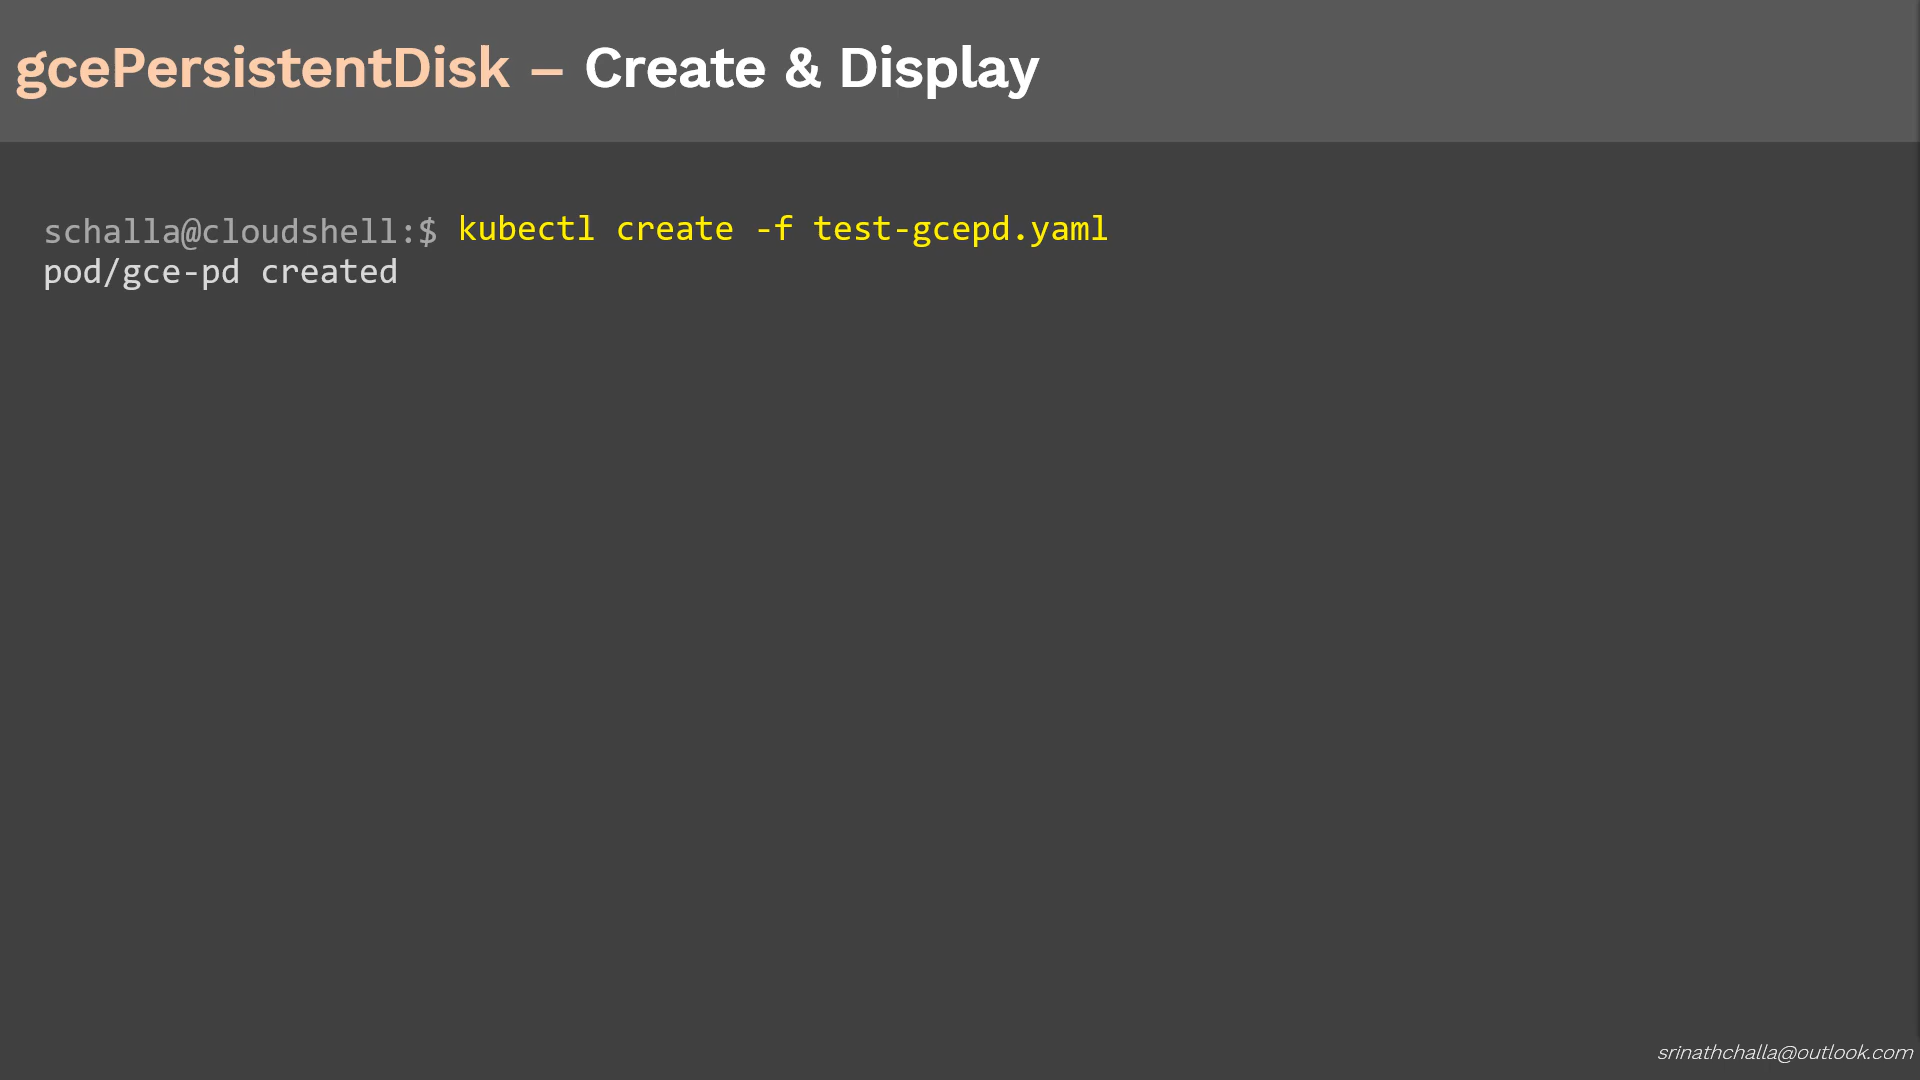 gcePersistentDisk – Create & Display
schalla@cloudshell:$ kubectl create -f test-gcepd.yaml
pod/gce-pd created
srinathchalla@outlook.com